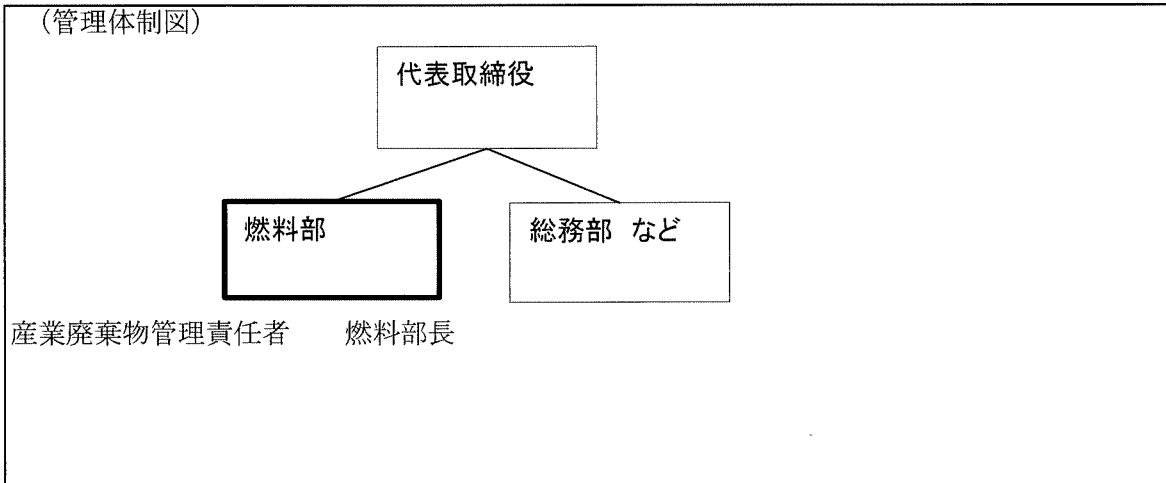 （管理体制図）
代表取締役
燃料部
総務部　など
産業廃棄物管理責任者　　燃料部長